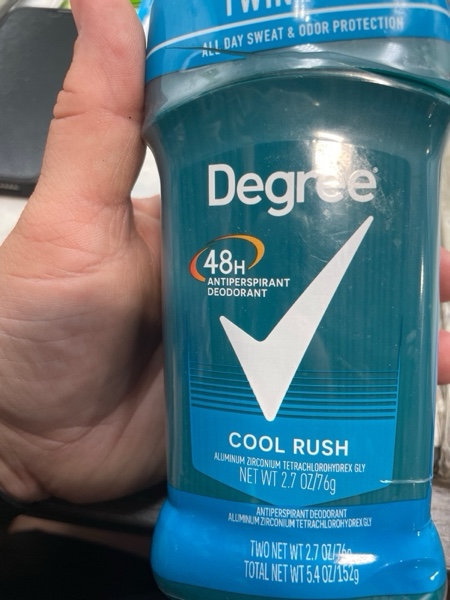 TWIN
ALL DAY SWEAT & ODOR PROTECTION
Degree
48H
ANTIPERSPIRANT
DEODORANT
COOL RUSH
ALUMINUM ZIRCONIUM TETRACHLOROHYDREX GLY
NET WT 2.7 OZ/76g
ANTIPERSPIRANT DEODORANT
ALUMINUM ZIRCONIUM TETRACHLOROHYDREX GLY
TWO NET WT 2.7 OZ/76g
TOTAL NET WT 5.4 OZ/152g